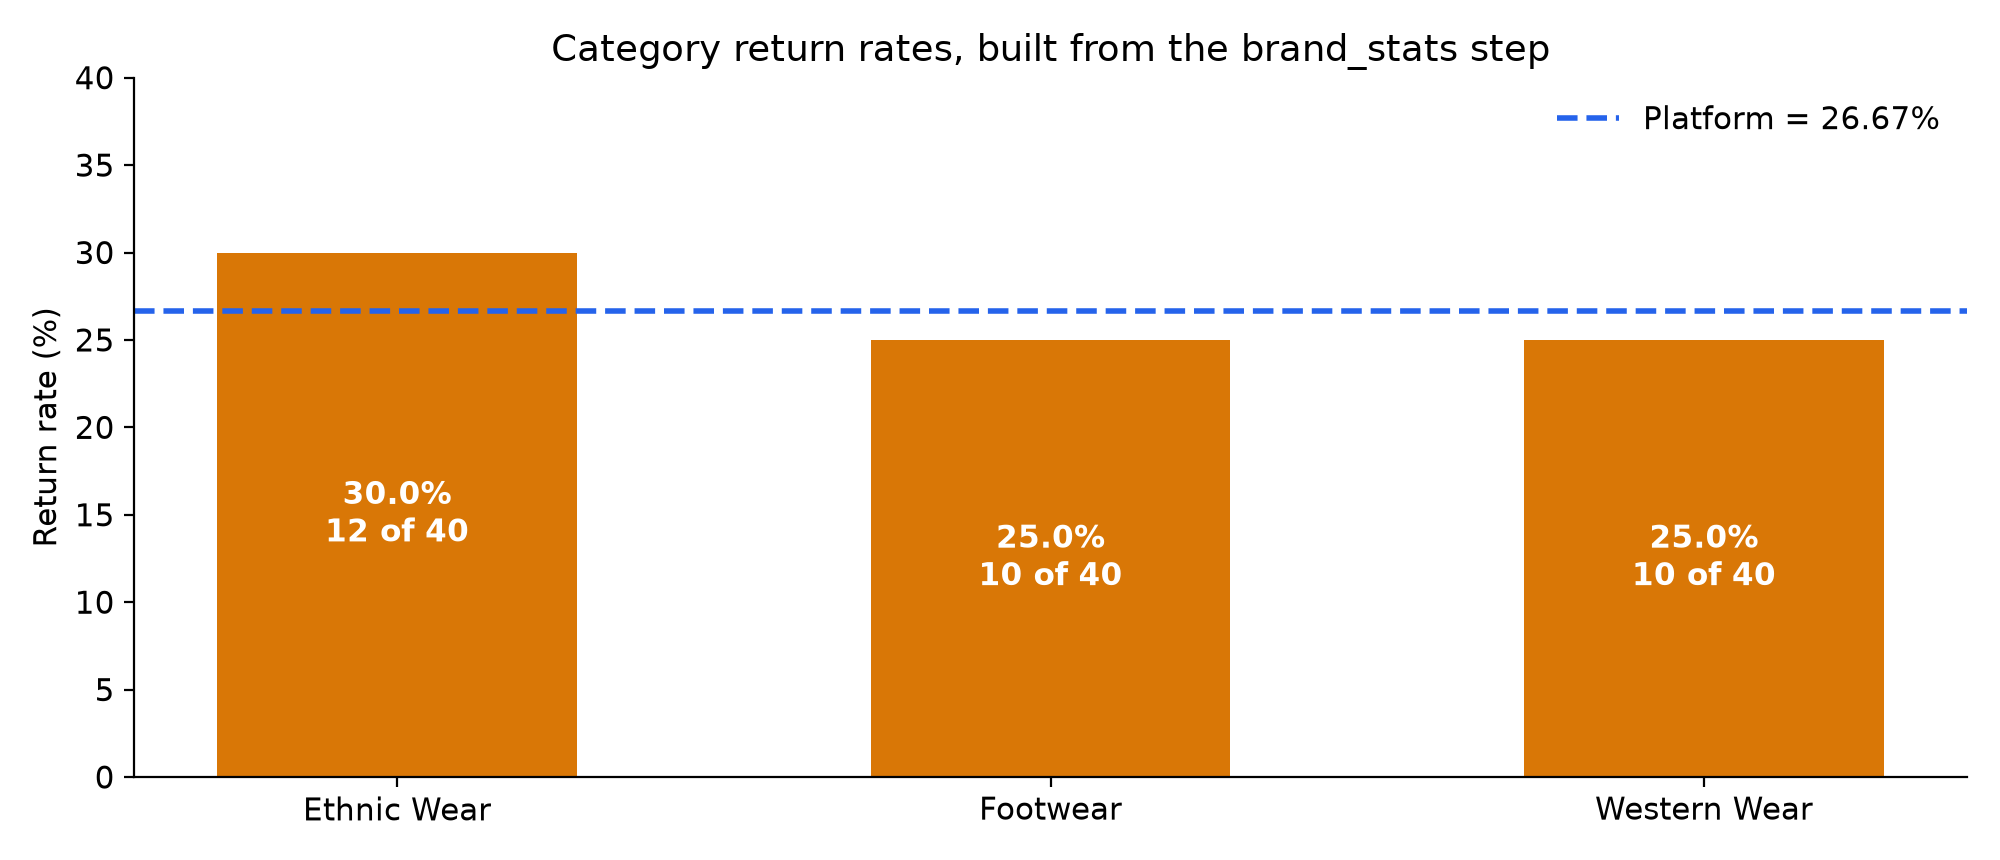 Category return rates, built from the brand_stats step
Platform = 26.67%
Return rate (%)
40
35
30
25
20
15
10
5
0
30.0%
12 of 40
25.0%
10 of 40
25.0%
10 of 40
Ethnic Wear
Footwear
Western Wear